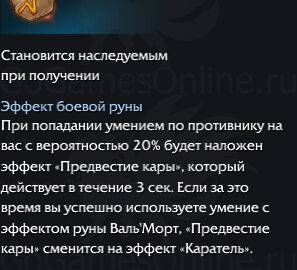 Становится наследуемым
при получении
Эффект боевой руны
При попадании умением по противнику на
вас с вероятностью 20% будет наложен
эффект «Предвестие кары», который
действует в течение 3 сек. Если за это
время вы успешно используете умение с
эффектом руны Валь'Морт, «Предвестие
кары» сменится на эффект «Каратель».